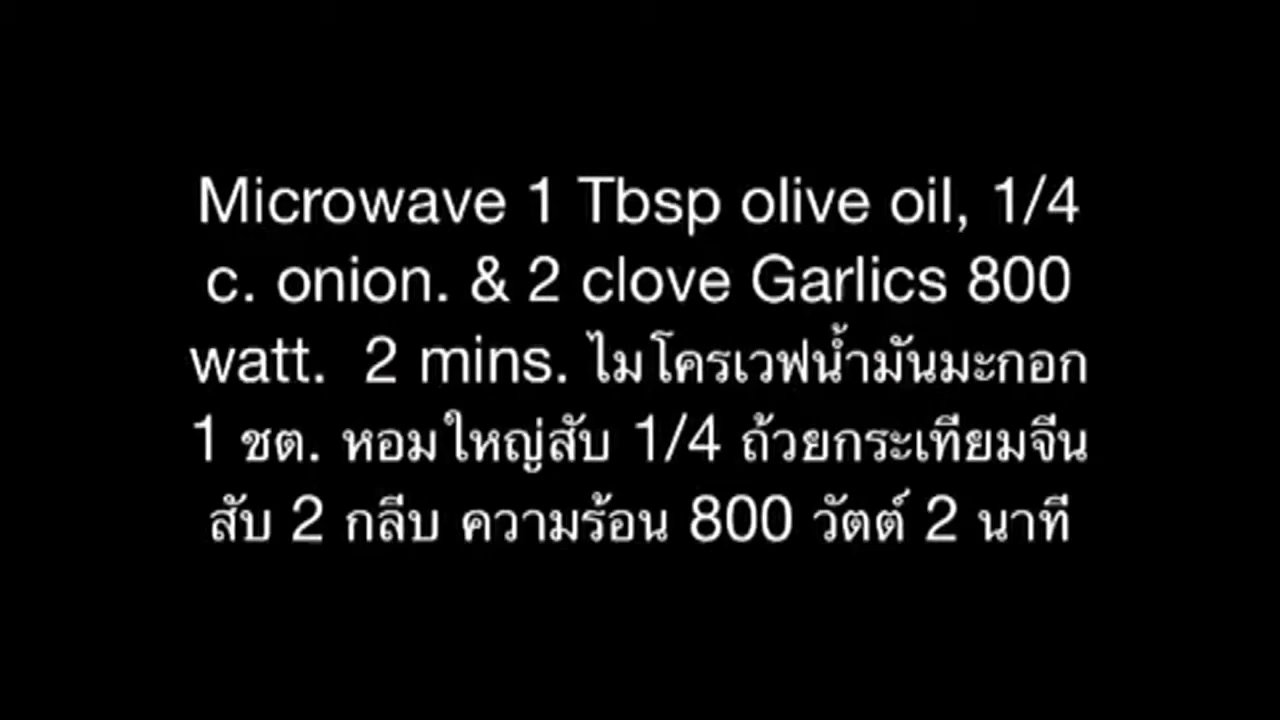 Microwave 1 Tbsp olive oil, 1/4
c. onion. & 2 clove Garlics 800
watt.  2 mins. ไมโครเวฟน้ำมันมะกอก
1 ชต. หอมใหญ่สับ 1/4 ถ้วยกระเทียมจีน
สับ 2 กลีบ ความร้อน 800 วัตต์ 2 นาที